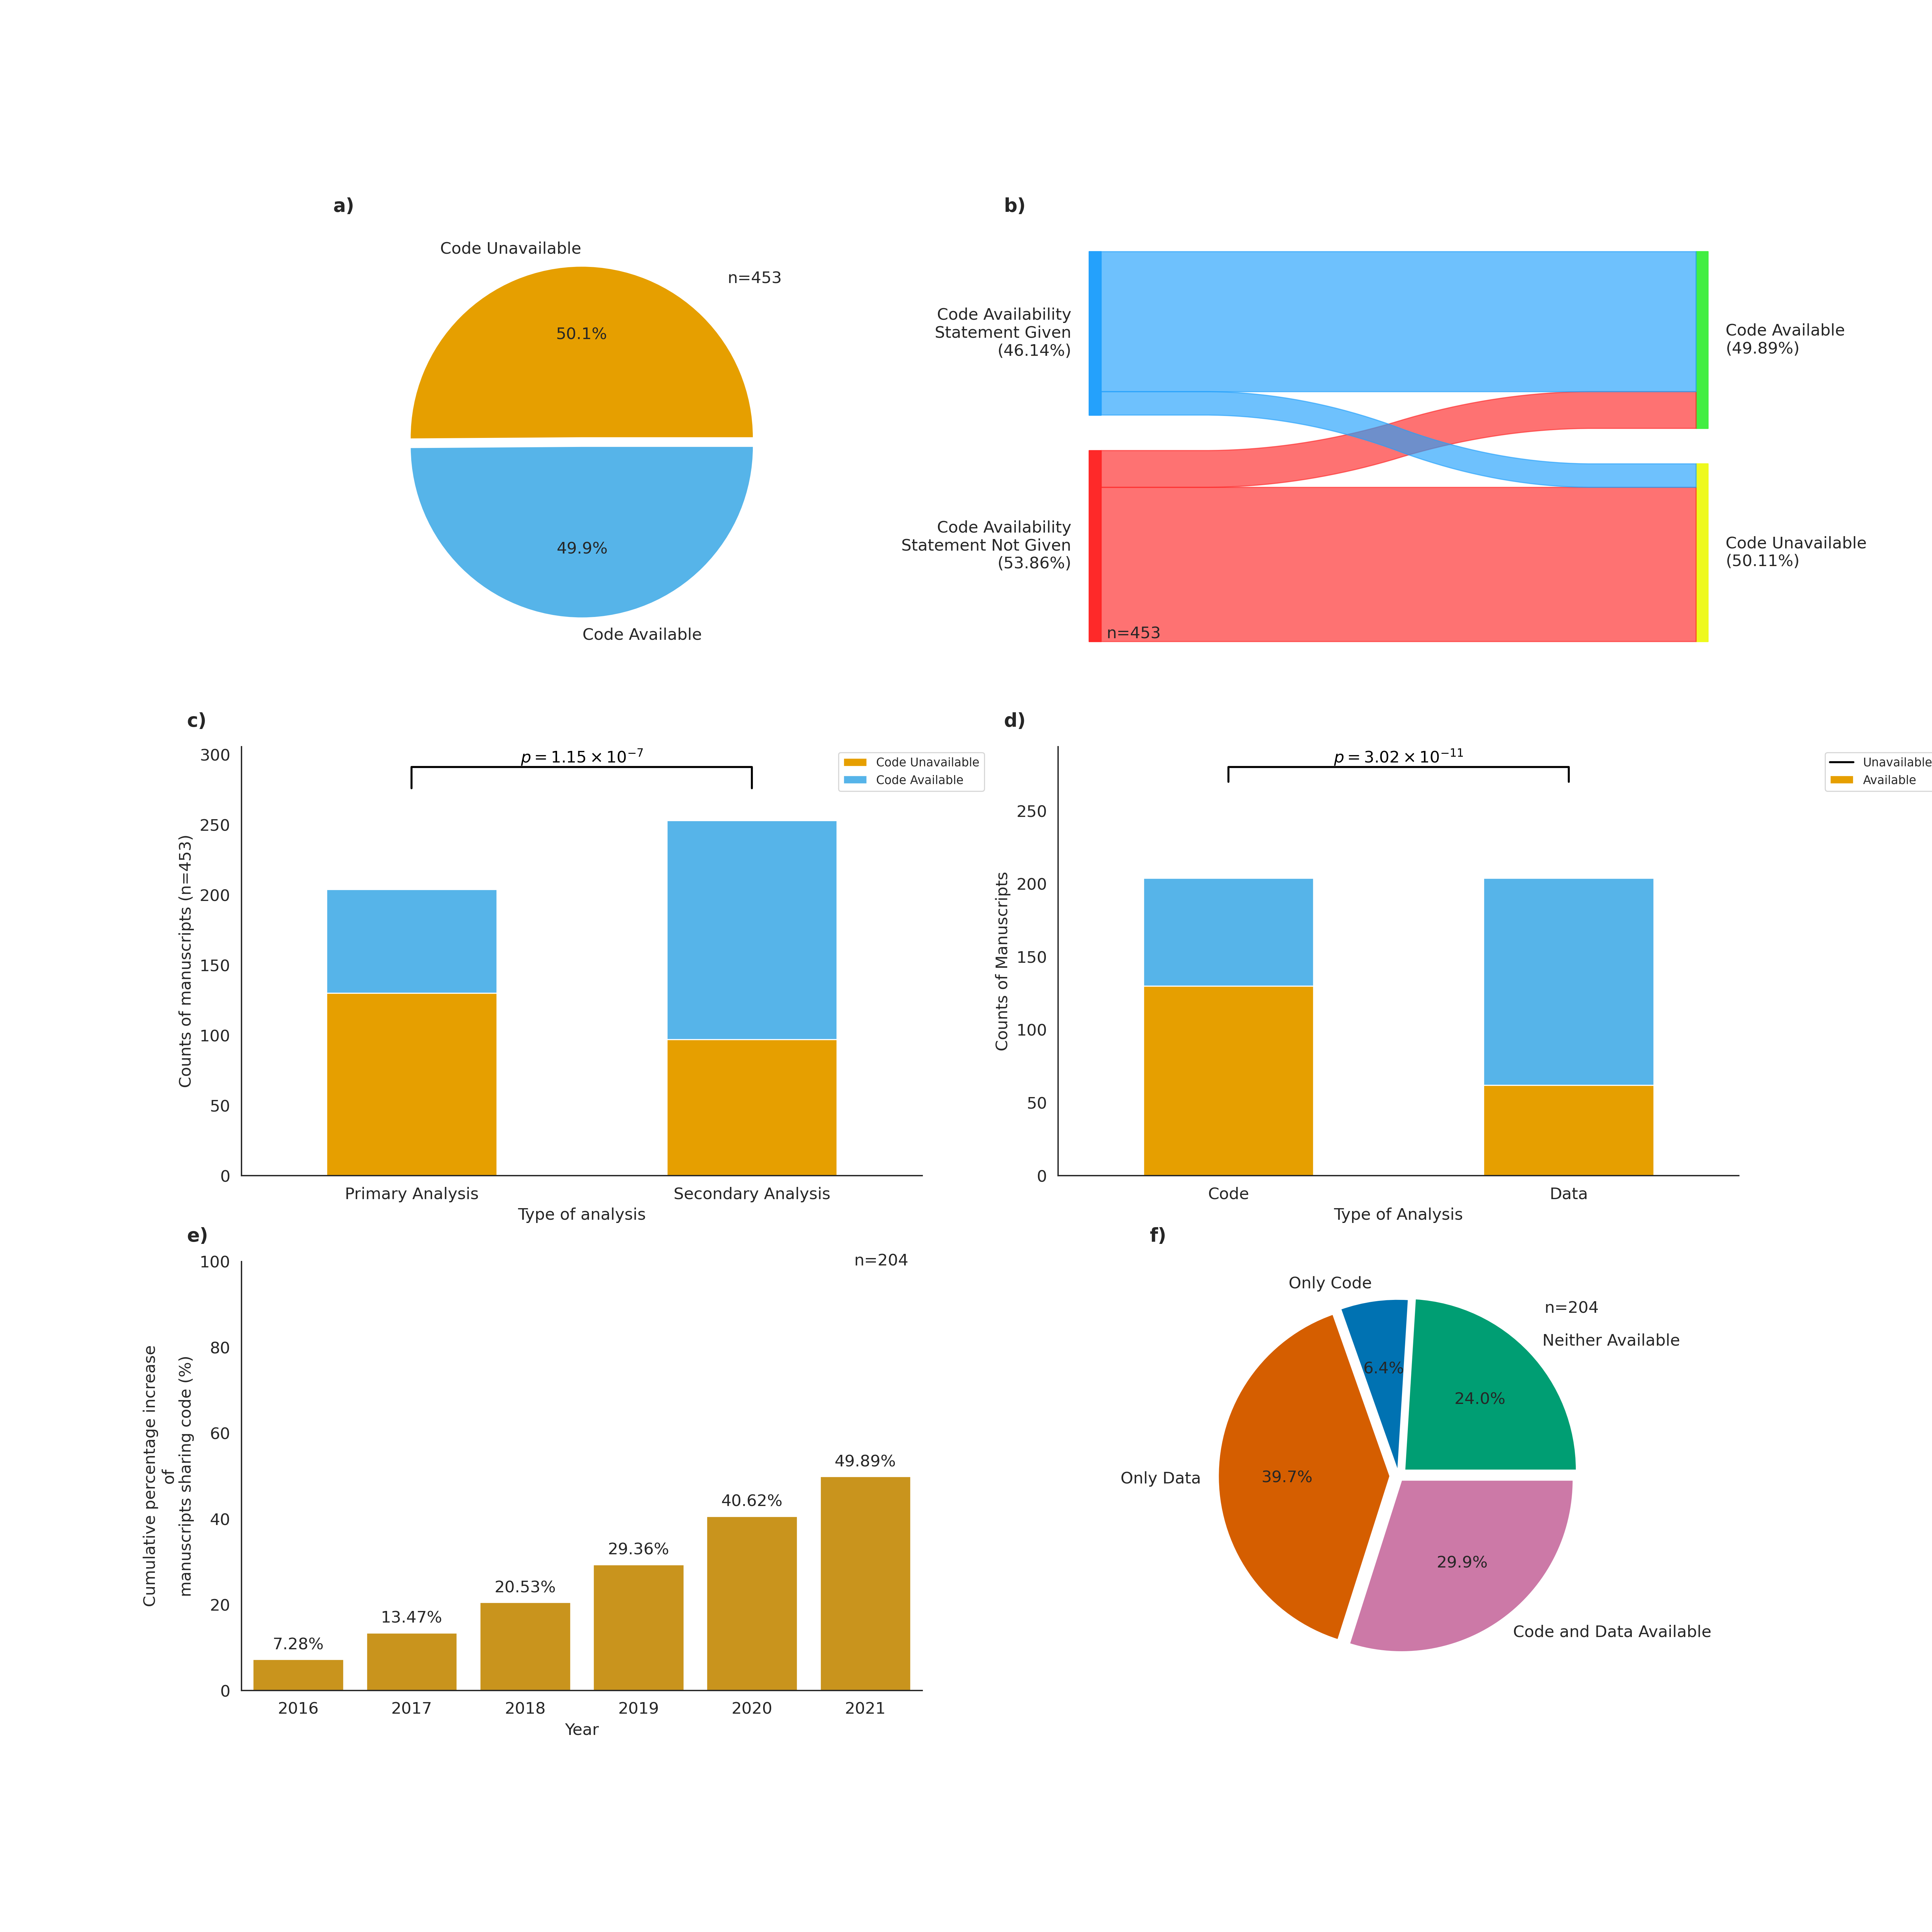 a)
Code Unavailable
n=453
50.1%
49.9%
Code Available
b)
Code Availability
Statement Given
(46.14%)
Code Availability
Statement Not Given
(53.86%)
n=453
Code Available
(49.89%)
Code Unavailable
(50.11%)
c)
p = 1.15 × 10⁻⁷
Code Unavailable
Code Available
Counts of manuscripts (n=453)
300
250
200
150
100
50
0
Primary Analysis
Secondary Analysis
Type of analysis
d)
p = 3.02 × 10⁻¹¹
Unavailable
Available
Counts of Manuscripts
250
200
150
100
50
0
Code
Data
Type of Analysis
e)
n=204
Cumulative percentage increase
of
manuscripts sharing code (%)
100
80
60
40
20
0
7.28%
13.47%
20.53%
29.36%
40.62%
49.89%
2016
2017
2018
2019
2020
2021
Year
f)
Only Code
n=204
Neither Available
6.4%
24.0%
Only Data
39.7%
29.9%
Code and Data Available